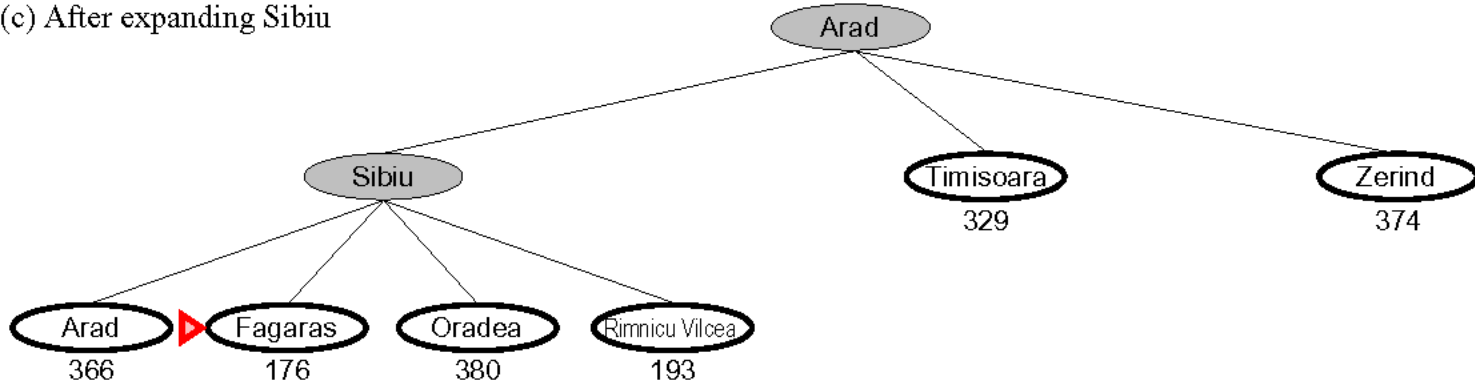 (c) After expanding Sibiu
Arad
Sibiu
Timisoara
Zerind
329
374
Arad
Fagaras
Oradea
Rimnicu Vilcea
366
176
380
193